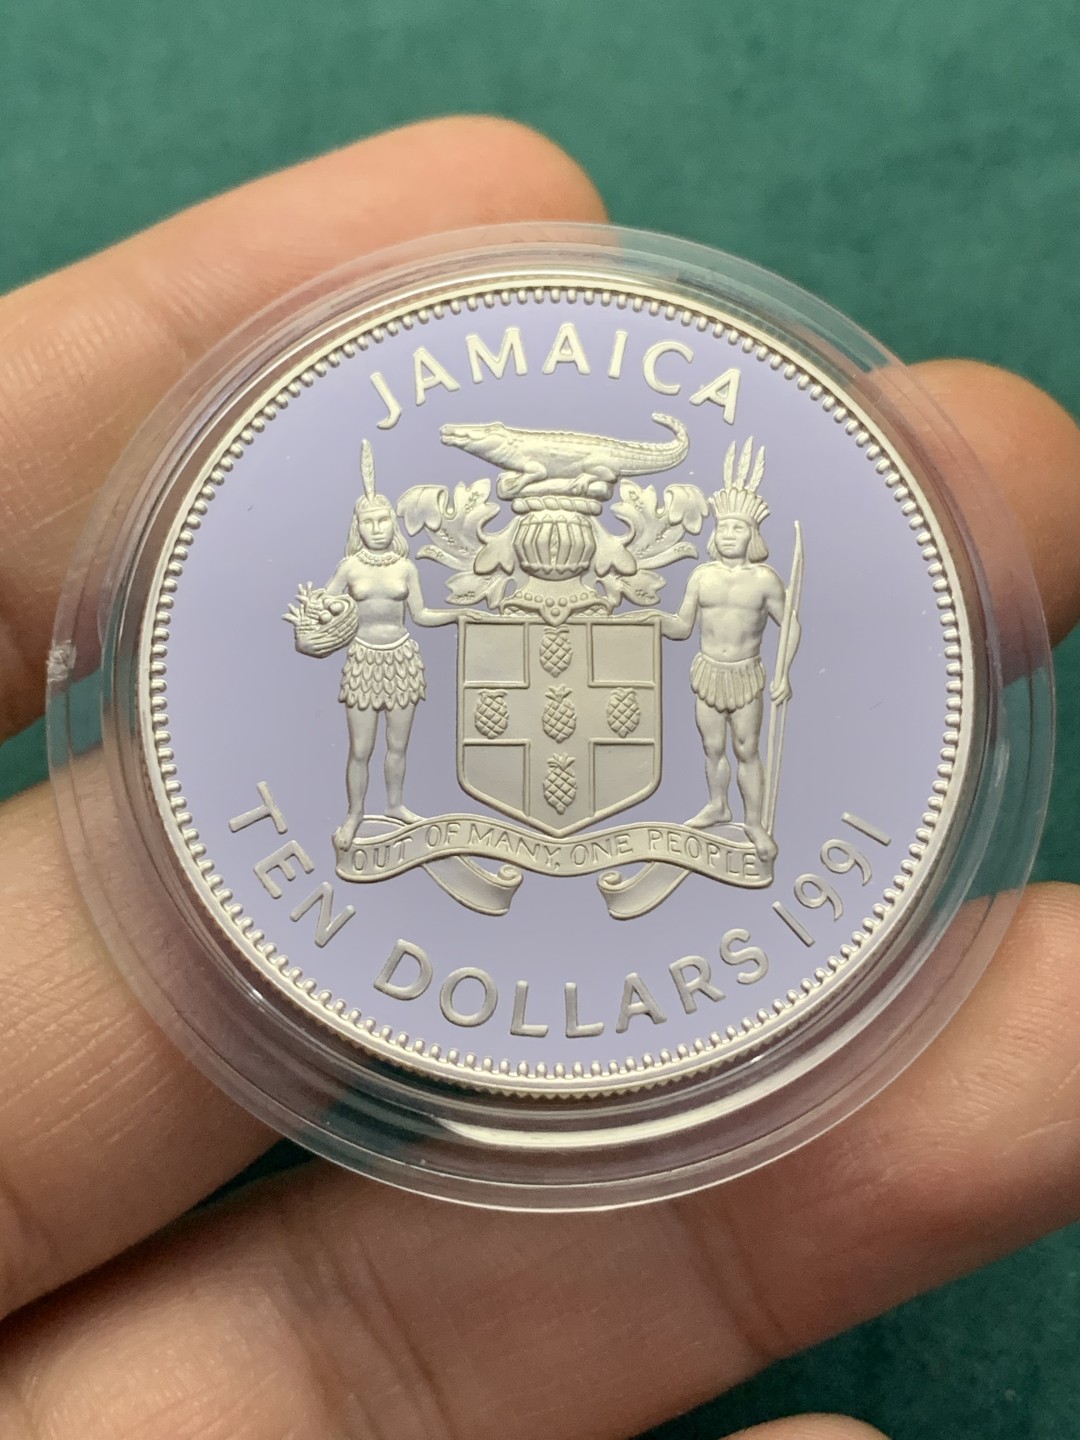 JAMAICA
OUT OF MANY, ONE PEOPLE
TEN DOLLARS 1991